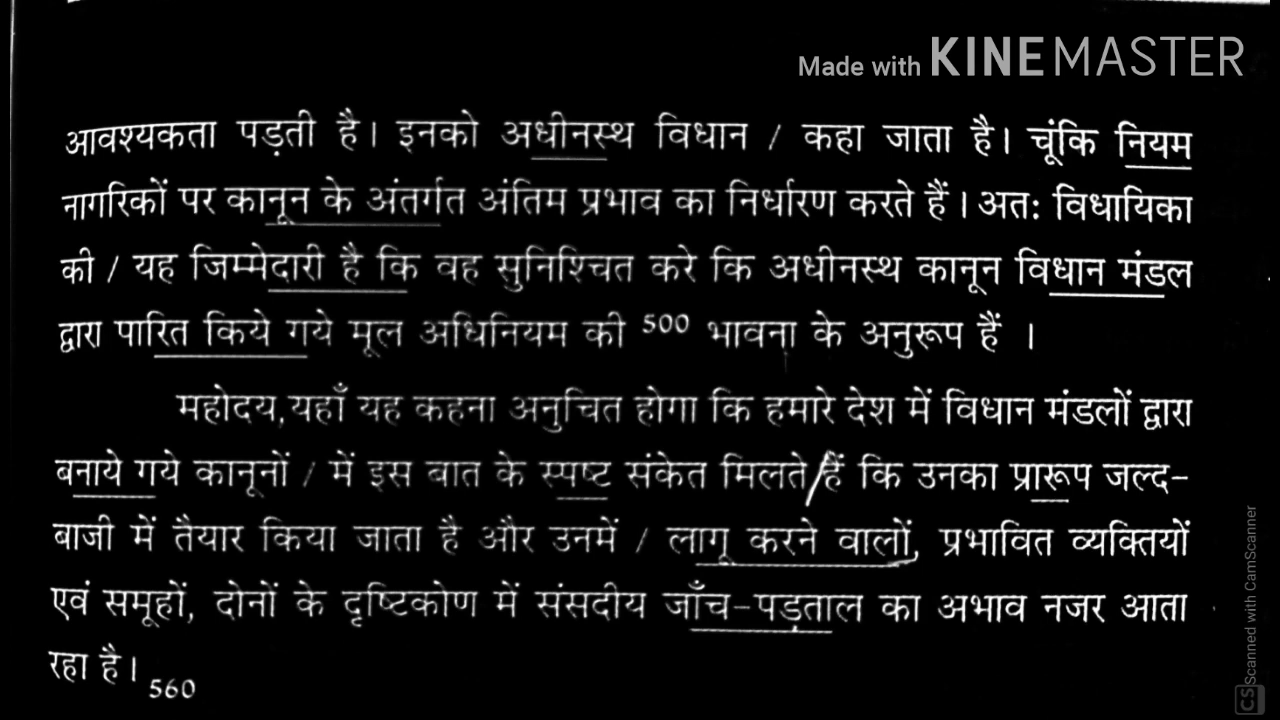 Made with KINEMASTER
आवश्यकता पड़ती है। इनको अधीनस्थ विधान / कहा जाता है। चूंकि नियम
नागरिकों पर कानून के अंतर्गत अंतिम प्रभाव का निर्धारण करते हैं। अतः विधायिका
की / यह जिम्मेदारी है कि वह सुनिश्चित करे कि अधीनस्थ कानून विधान मंडल
द्वारा पारित किये गये मूल अधिनियम की 500 भावना के अनुरूप हैं ।
महोदय,यहाँ यह कहना अनुचित होगा कि हमारे देश में विधान मंडलों द्वारा
बनाये गये कानूनों / में इस बात के स्पष्ट संकेत मिलते/हैं कि उनका प्रारूप जल्द-
बाजी में तैयार किया जाता है और उनमें / लागू करने वालों, प्रभावित व्यक्तियों
एवं समूहों, दोनों के दृष्टिकोण में संसदीय जाँच-पड़ताल का अभाव नजर आता
रहा है। 560
CS Scanned with CamScanner